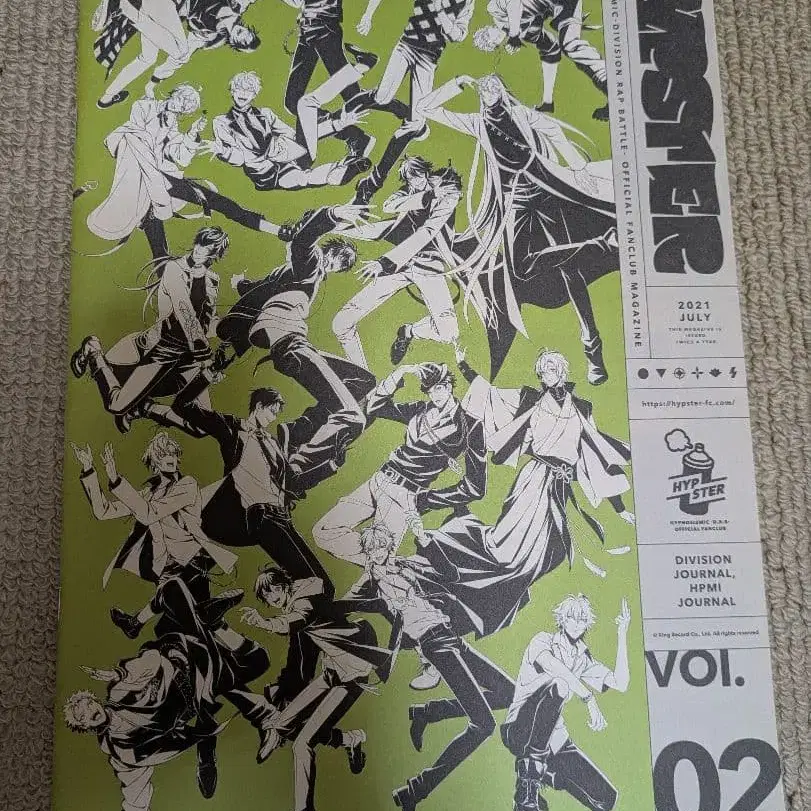 YPSTER
MIC-DIVISION RAP BATTLE- OFFICIAL FANCLUB MAGAZINE
2021
JULY
THIS MAGAZINE IS
ISSUED
TWICE A YEAR.
https://hypster-fc.com/
HYP
STER
HYPNOSISMIC -D.R.B-
OFFICIAL FANCLUB
DIVISION
JOURNAL,
HPMI
JOURNAL
© King Record Co., Ltd. All rights reserved.
VOl.
02